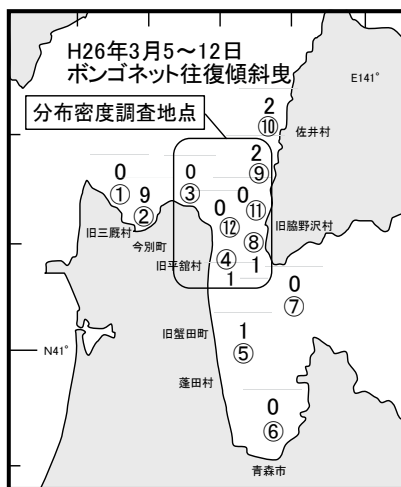 H26年3月5～12日
ボンゴネット往復傾斜曳
E141°
分布密度調査地点
2
⑩
佐井村
2
⑨
0
①
9
②
0
③
0
⑪
0
⑫
旧三厩村
今別町
旧脇野沢村
⑧
1
旧平舘村
④
1
0
⑦
旧蟹田町
1
⑤
N41°
蓬田村
0
⑥
青森市